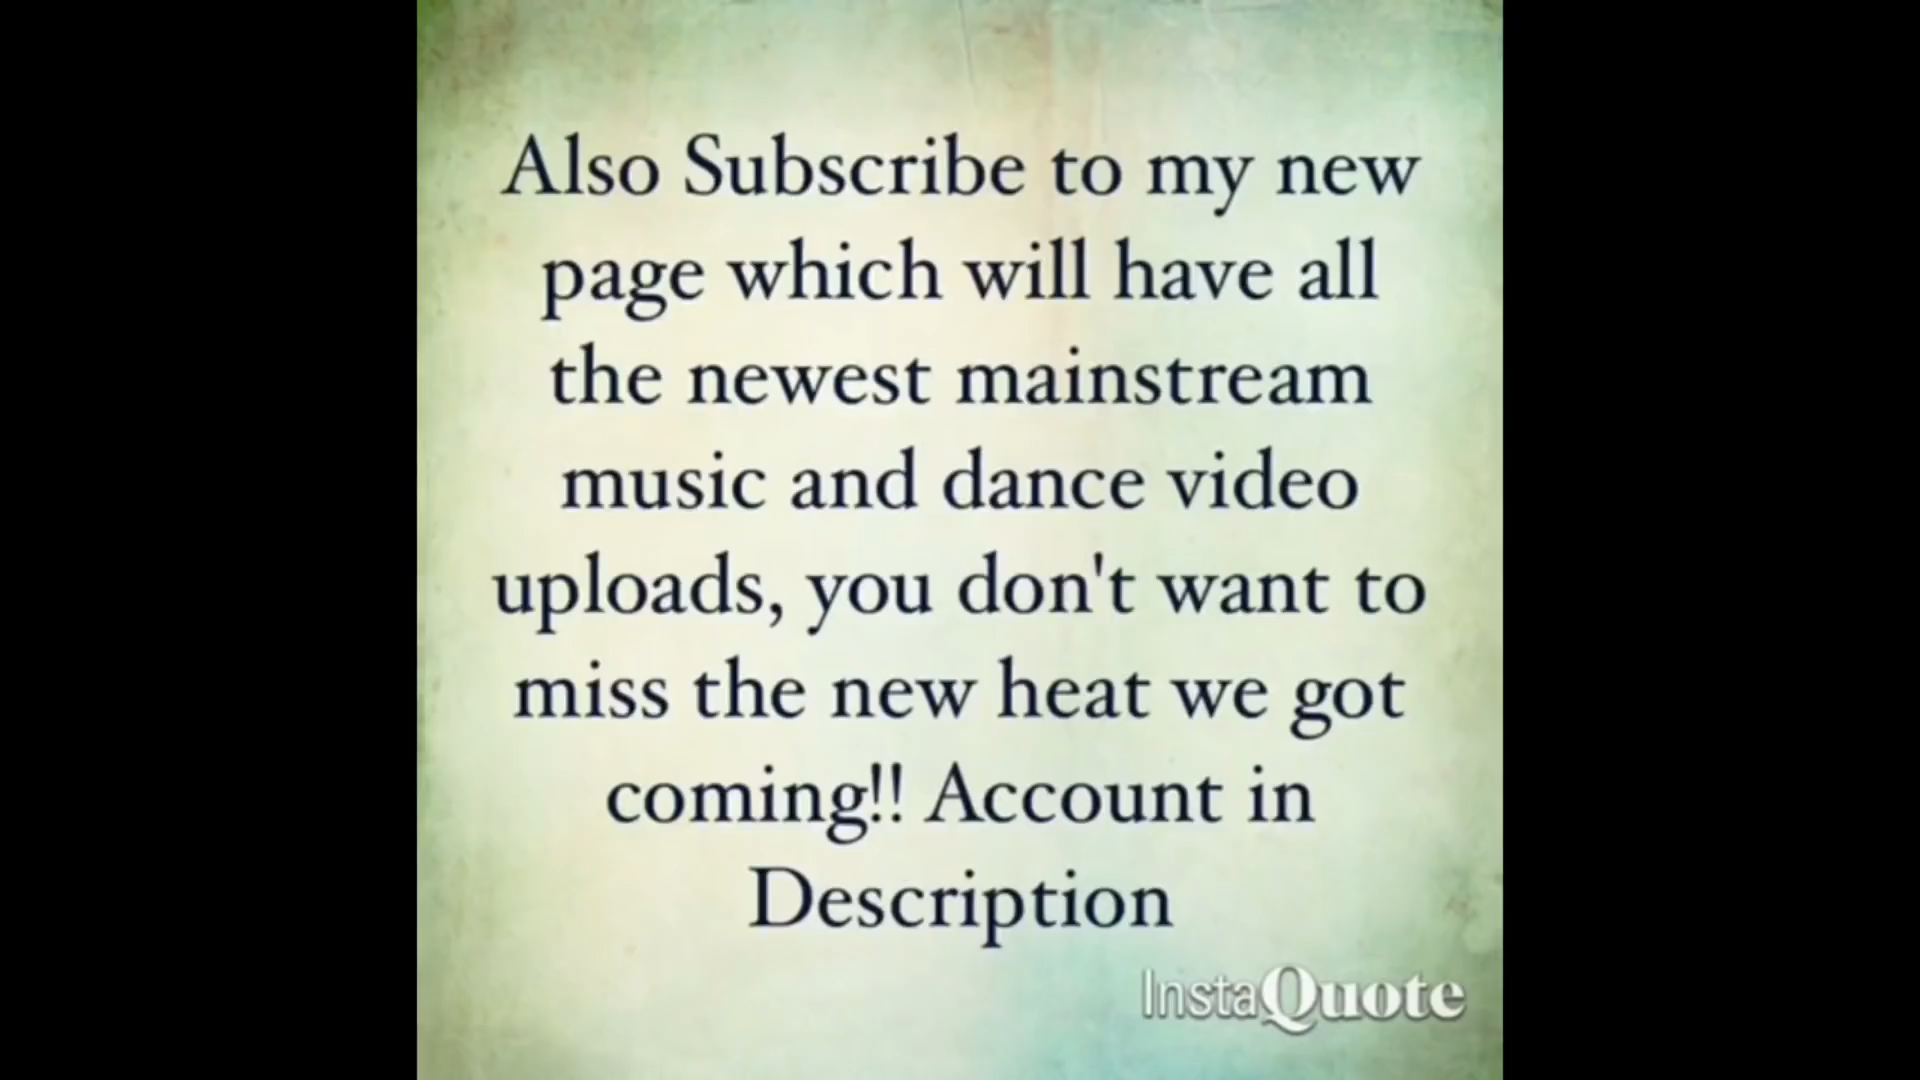 Also Subscribe to my new
page which will have all
the newest mainstream
music and dance video
uploads, you don't want to
miss the new heat we got
coming!! Account in
Description
InstaQuote